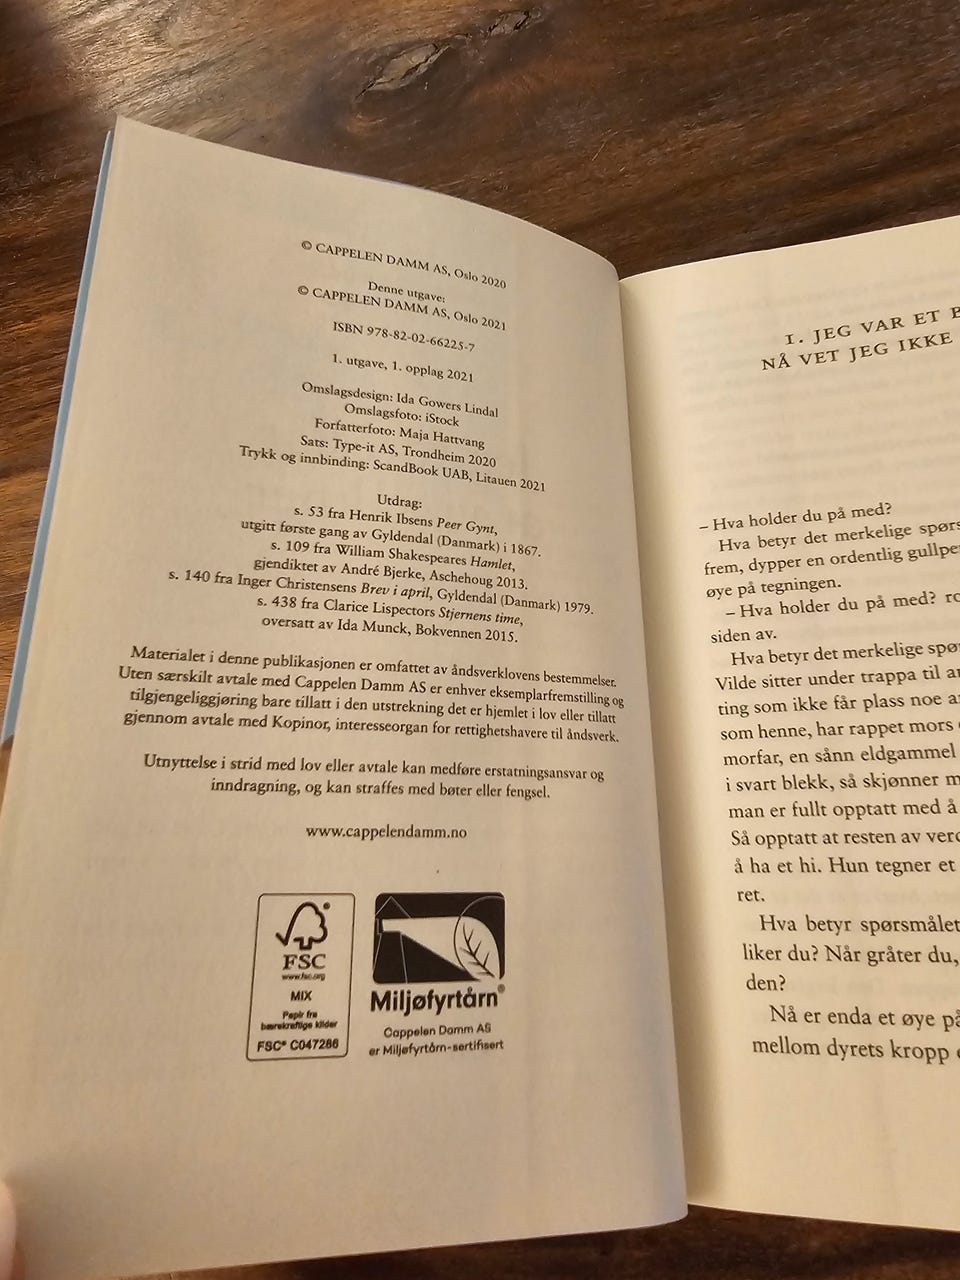 © CAPPELEN DAMM AS, Oslo 2020
Denne utgave:
© CAPPELEN DAMM AS, Oslo 2021
ISBN 978-82-02-66225-7
1. utgave, 1. opplag 2021
Omslagsdesign: Ida Gowers Lindal
Omslagsfoto: iStock
Forfatterfoto: Maja Hattvang
Sats: Type-it AS, Trondheim 2020
Trykk og innbinding: ScandBook UAB, Litauen 2021
Utdrag:
s. 53 fra Henrik Ibsens Peer Gynt,
utgitt første gang av Gyldendal (Danmark) i 1867.
s. 109 fra William Shakespeares Hamlet,
gjendiktet av André Bjerke, Aschehoug 2013.
s. 140 fra Inger Christensens Brev i april, Gyldendal (Danmark) 1979.
s. 438 fra Clarice Lispectors Stjernens time,
oversatt av Ida Munck, Bokvennen 2015.
Materialet i denne publikasjonen er omfattet av åndsverklovens bestemmelser.
Uten særskilt avtale med Cappelen Damm AS er enhver eksemplarfremstilling og
tilgjengeliggjøring bare tillatt i den utstrekning det er hjemlet i lov eller tillatt
gjennom avtale med Kopinor, interesseorgan for rettighetshavere til åndsverk.
Utnyttelse i strid med lov eller avtale kan medføre erstatningsansvar og
inndragning, og kan straffes med bøter eller fengsel.
www.cappelendamm.no
FSC
www.fsc.org
MIX
Papir fra
bærekraftige kilder
FSC® C047286
Miljøfyrtårn®
Cappelen Damm AS
er Miljøfyrtårn-sertifisert
1. JEG VAR ET
NÅ VET JEG IKKE
– Hva holder du på med?
Hva betyr det merkelige
frem, dypper en ordentlig
øye på tegningen.
– Hva holder du på med?
siden av.
Hva betyr det merkelige
Vilde sitter under trappa til
ting som ikke får plass noe
som henne, har rappet mors
morfar, en sånn eldgammel
i svart blekk, så skjønner
man er fullt opptatt med å
Så opptatt at resten av
å ha et hi. Hun tegner et
ret.
Hva betyr spørsmålet
liker du? Når gråter du,
den?
Nå er enda et øye
mellom dyrets kropp